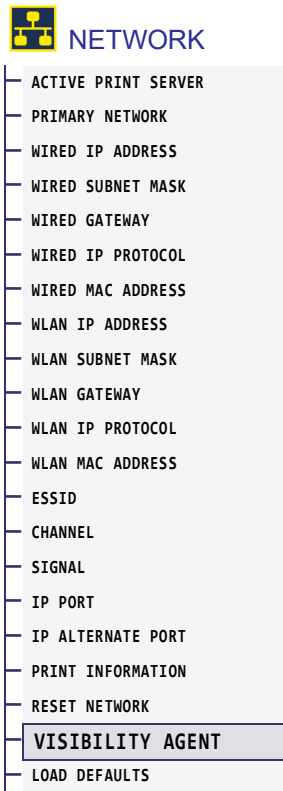 NETWORK
ACTIVE PRINT SERVER
PRIMARY NETWORK
WIRED IP ADDRESS
WIRED SUBNET MASK
WIRED GATEWAY
WIRED IP PROTOCOL
WIRED MAC ADDRESS
WLAN IP ADDRESS
WLAN SUBNET MASK
WLAN GATEWAY
WLAN IP PROTOCOL
WLAN MAC ADDRESS
ESSID
CHANNEL
SIGNAL
IP PORT
IP ALTERNATE PORT
PRINT INFORMATION
RESET NETWORK
VISIBILITY AGENT
LOAD DEFAULTS